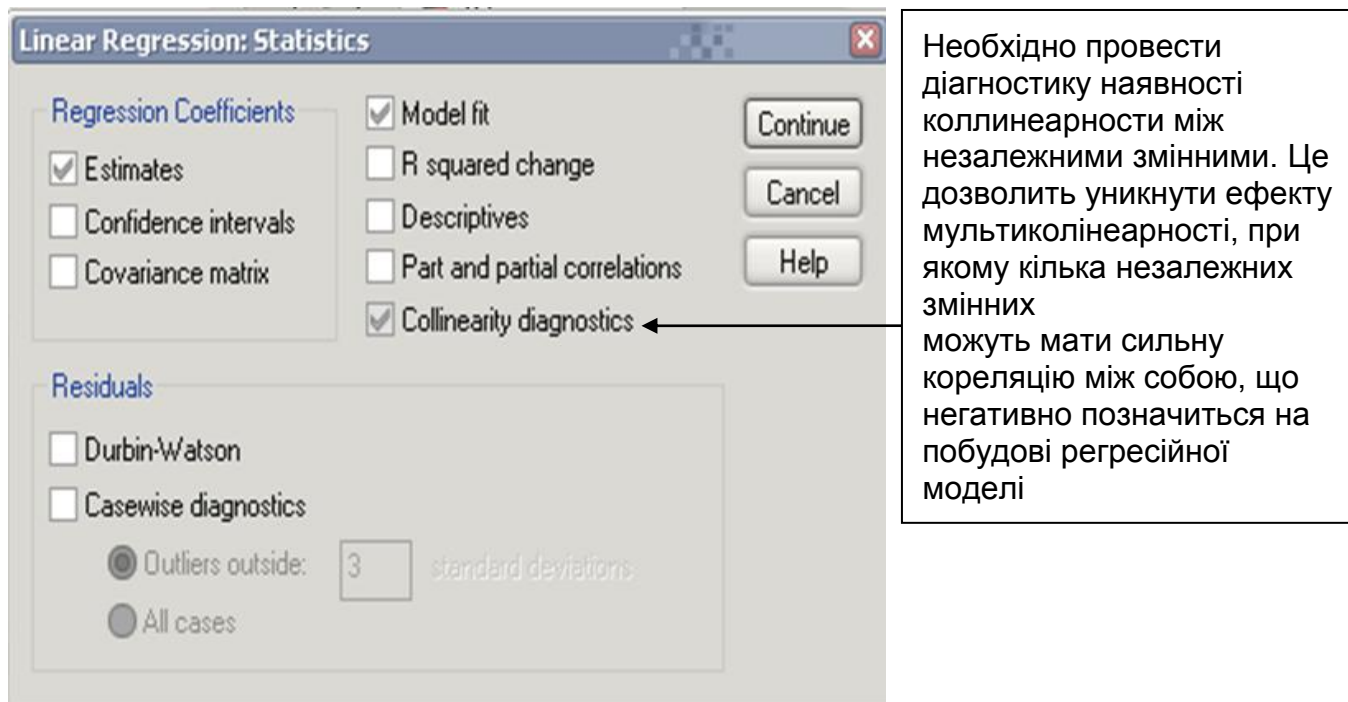 Linear Regression: Statistics
Regression Coefficients
Estimates
Confidence intervals
Covariance matrix
Model fit
R squared change
Descriptives
Part and partial correlations
Collinearity diagnostics
Continue
Cancel
Help
Residuals
Durbin-Watson
Casewise diagnostics
Outliers outside: 3 standard deviations
All cases
Необхідно провести
діагностику наявності
коллинеарности між
незалежними змінними. Це
дозволить уникнути ефекту
мультиколінеарності, при
якому кілька незалежних
змінних
можуть мати сильну
кореляцію між собою, що
негативно позначиться на
побудові регресійної
моделі